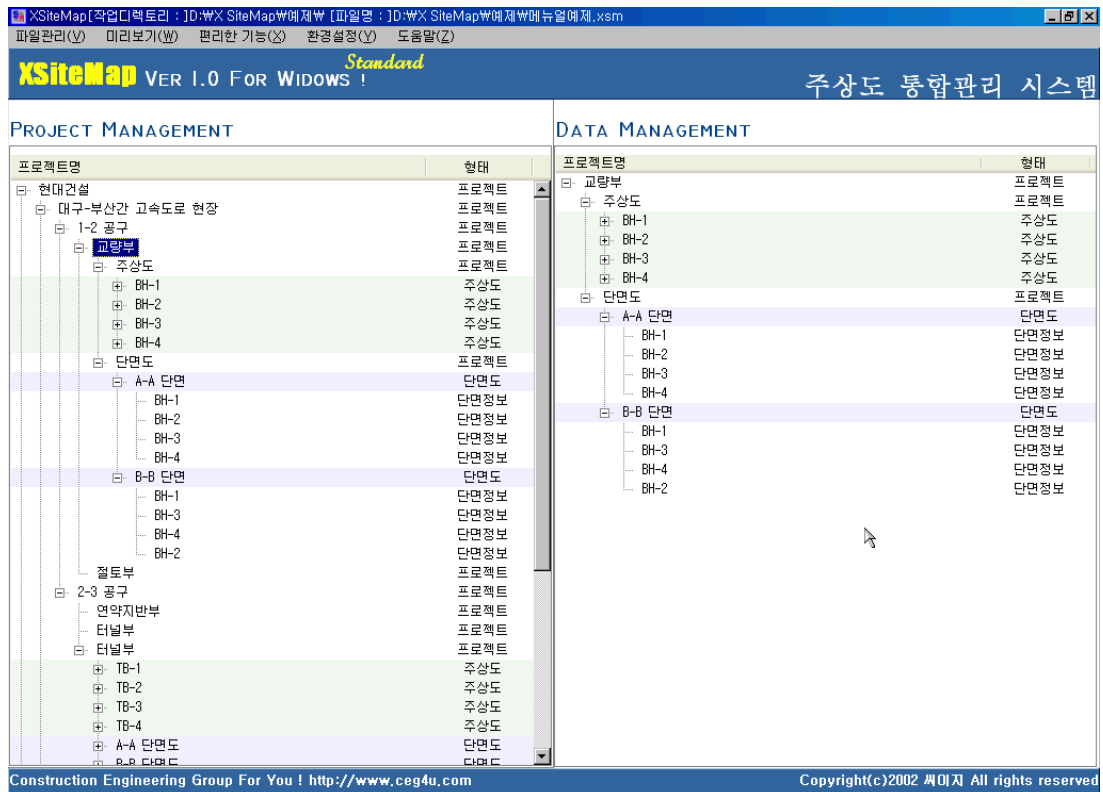 XSiteMap[작업디렉토리 : ]D:₩X SiteMap₩예제₩ [파일명 : ]D:₩X SiteMap₩예제₩메뉴얼예제.xsm
파일관리(V) 미리보기(W) 편리한 기능(X) 환경설정(Y) 도움말(Z)
XSiteMap VER 1.0 FOR WIDOWS ! Standard
주상도 통합관리 시스템
PROJECT MANAGEMENT
프로젝트명 형태
현대건설 프로젝트
대구-부산간 고속도로 현장 프로젝트
1-2 공구 프로젝트
교량부 프로젝트
주상도 프로젝트
BH-1 주상도
BH-2 주상도
BH-3 주상도
BH-4 주상도
단면도 프로젝트
A-A 단면 단면도
BH-1 단면정보
BH-2 단면정보
BH-3 단면정보
BH-4 단면정보
B-B 단면 단면도
BH-1 단면정보
BH-3 단면정보
BH-4 단면정보
BH-2 단면정보
절토부 프로젝트
2-3 공구 프로젝트
연약지반부 프로젝트
터널부 프로젝트
터널부 프로젝트
TB-1 주상도
TB-2 주상도
TB-3 주상도
TB-4 주상도
A-A 단면도 단면도
B-B 단면도 단면도
DATA MANAGEMENT
프로젝트명 형태
교량부 프로젝트
주상도 프로젝트
BH-1 주상도
BH-2 주상도
BH-3 주상도
BH-4 주상도
단면도 프로젝트
A-A 단면 단면도
BH-1 단면정보
BH-2 단면정보
BH-3 단면정보
BH-4 단면정보
B-B 단면 단면도
BH-1 단면정보
BH-3 단면정보
BH-4 단면정보
BH-2 단면정보
Construction Engineering Group For You ! http://www.ceg4u.com
Copyright(c)2002 씨이지 All rights reserved